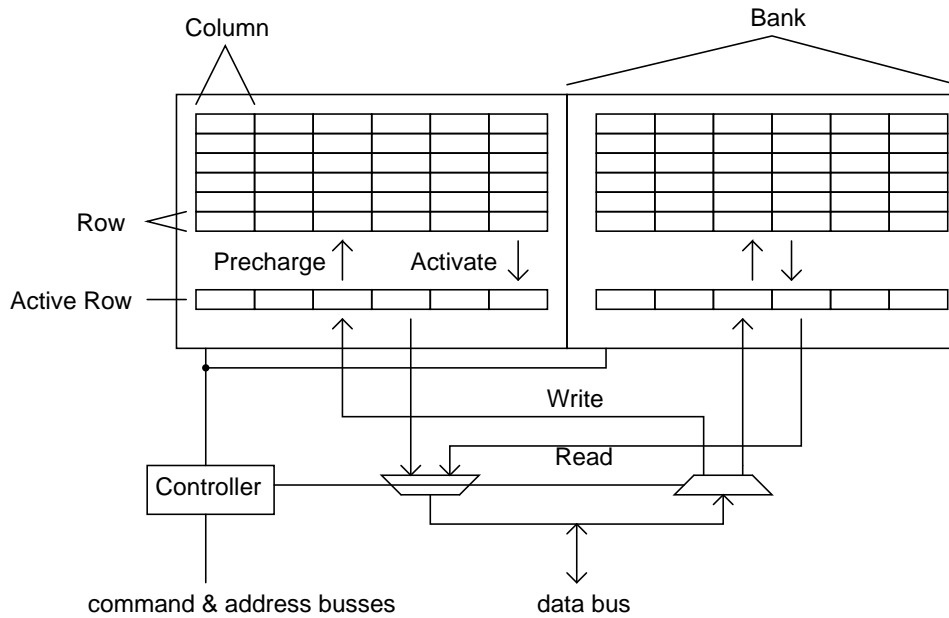 Column
Bank
Row
Precharge
Activate
Active Row
Write
Read
Controller
command & address busses
data bus